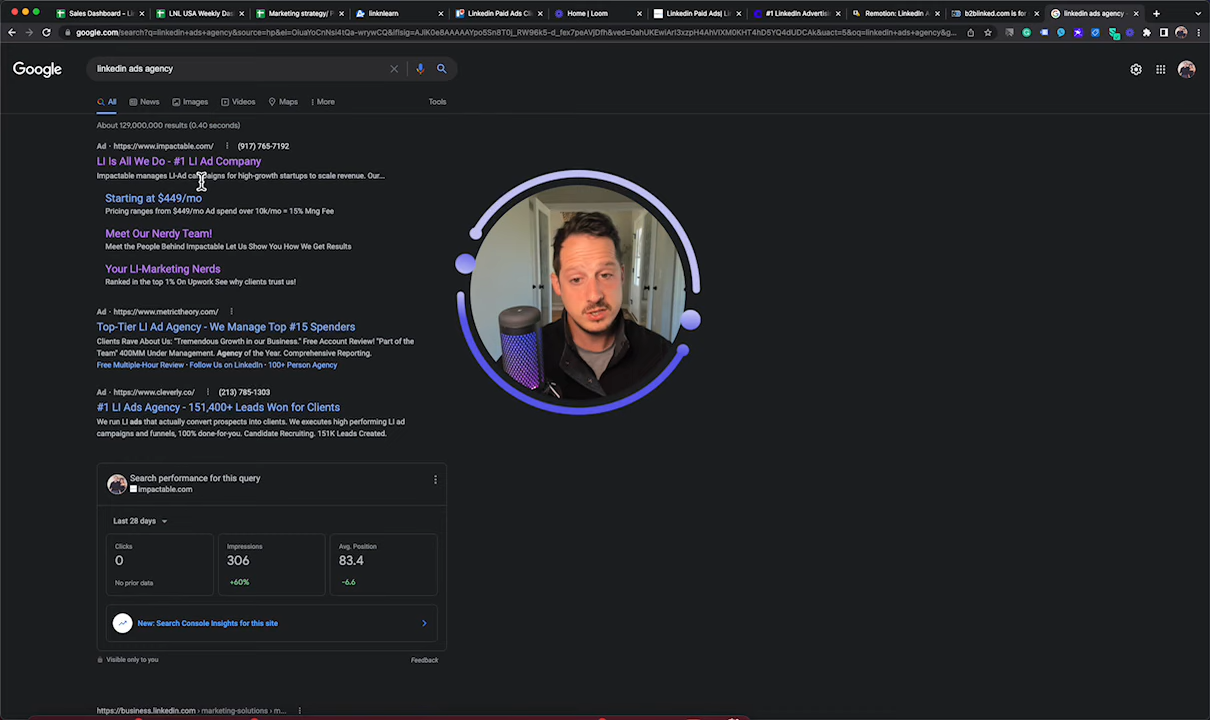 Sales Dashboard - Li
LNL USA Weekly Das
Marketing strategy/ P
linknlearn
Linkedin Paid Ads Cli
Home | Loom
LinkedIn Paid Ads| Li
#1 LinkedIn Advertis
Remotion: LinkedIn A
b2blinked.com is for
linkedin ads agency -
Google
linkedin ads agency
All
News
Images
Videos
Maps
More
Tools
About 129,000,000 results (0.40 seconds)
Ad · https://www.impactable.com/ (917) 765-7192
LI Is All We Do - #1 LI Ad Company
Impactable manages LI-Ad campaigns for high-growth startups to scale revenue. Our...
Starting at $449/mo
Pricing ranges from $449/mo Ad spend over 10k/mo = 15% Mng Fee
Meet Our Nerdy Team!
Meet the People Behind Impactable Let Us Show You How We Get Results
Your LI-Marketing Nerds
Ranked in the top 1% On Upwork See why clients trust us!
Ad · https://www.metrictheory.com/
Top-Tier LI Ad Agency - We Manage Top #15 Spenders
Clients Rave About Us: "Tremendous Growth in our Business." Free Account Review! "Part of the
Team" 400MM Under Management. Agency of the Year. Comprehensive Reporting.
Free Multiple-Hour Review · Follow Us on LinkedIn · 100+ Person Agency
Ad · https://www.cleverly.co/ (213) 785-1303
#1 LI Ads Agency - 151,400+ Leads Won for Clients
We run LI ads that actually convert prospects into clients. We executes high performing LI ad
campaigns and funnels, 100% done-for-you. Candidate Recruiting. 151K Leads Created.
Search performance for this query
impactable.com
Last 28 days
Clicks
0
No prior data
Impressions
306
+60%
Avg. Position
83.4
-6.6
New: Search Console Insights for this site
Visible only to you
Feedback
https://business.linkedin.com › marketing-solutions › m...